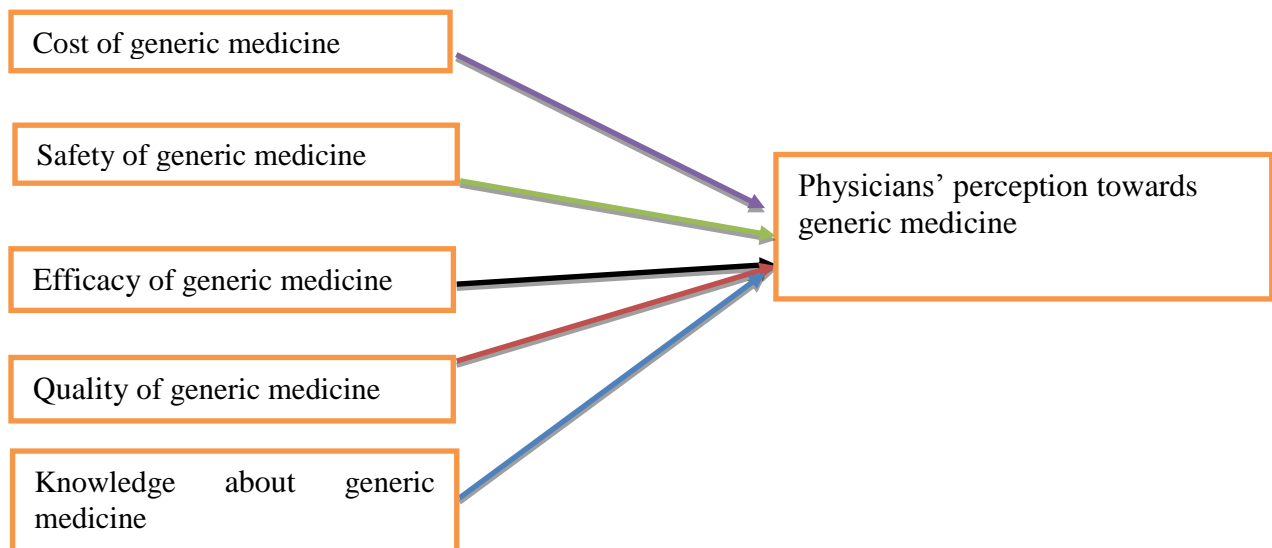 Cost of generic medicine
Safety of generic medicine
Efficacy of generic medicine
Quality of generic medicine
Knowledge about generic
medicine
Physicians’ perception towards
generic medicine